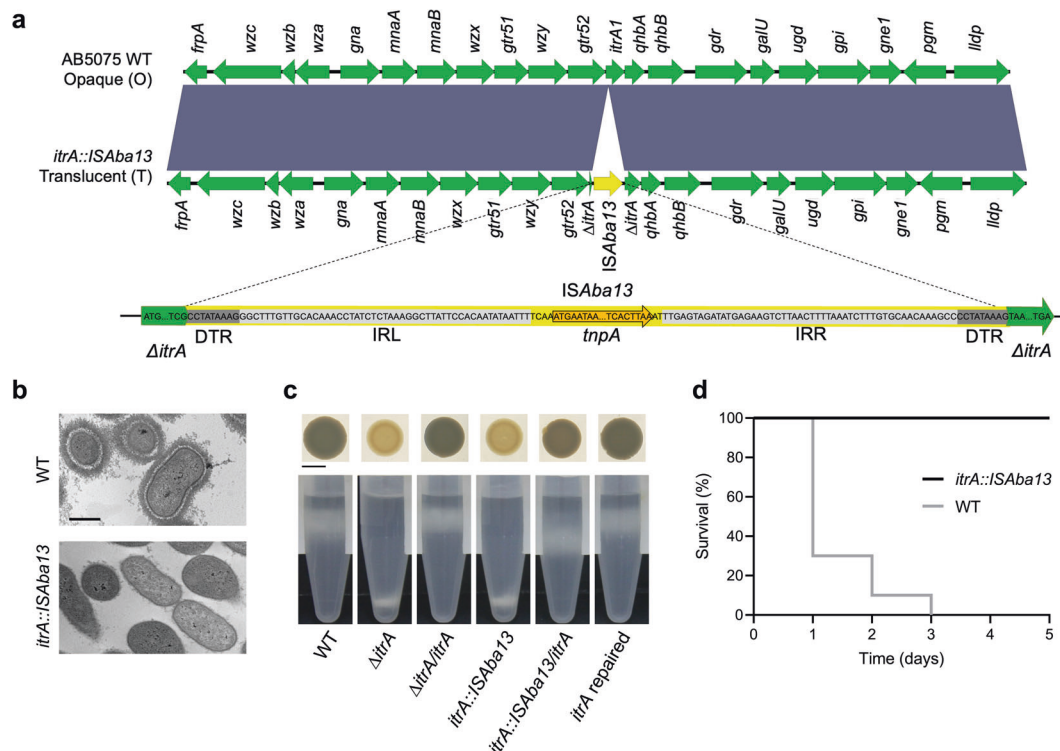 a
frpA wzc wzb wza gna mnaA mnaB wzx gtr51 wzy gtr52 itrA1 qhbA qhbB gdr galU ugd gpi gne1 pgm lldp
AB5075 WT
Opaque (O)
itrA::ISAba13
Translucent (T)
frpA wzc wzb wza gna mnaA mnaB wzx gtr51 wzy gtr52 ΔitrA ISAba13 ΔitrA qhbA qhbB gdr galU ugd gpi gne1 pgm lldp
ISAba13
ATG...TCGCCTATAAAGGGCTTTGTTGCACAAACCTATCTCTAAAGGCTTATTCCACAATATAATTTTCAAATGAATAA...TCACTTAAATTTGAGTAGATATGAGAAGTCTTAACTTTTAAATCTTTGTGCAACAAAGCCCCTATAAAGTAA...TGA
DTR IRL tnpA IRR DTR
ΔitrA ΔitrA
b
WT
itrA::ISAba13
c
WT
ΔitrA
ΔitrA/itrA
itrA::ISAba13
itrA::ISAba13/itrA
itrA repaired
d
100
80
60
40
20
0
Survival (%)
itrA::ISAba13
WT
0 1 2 3 4 5
Time (days)